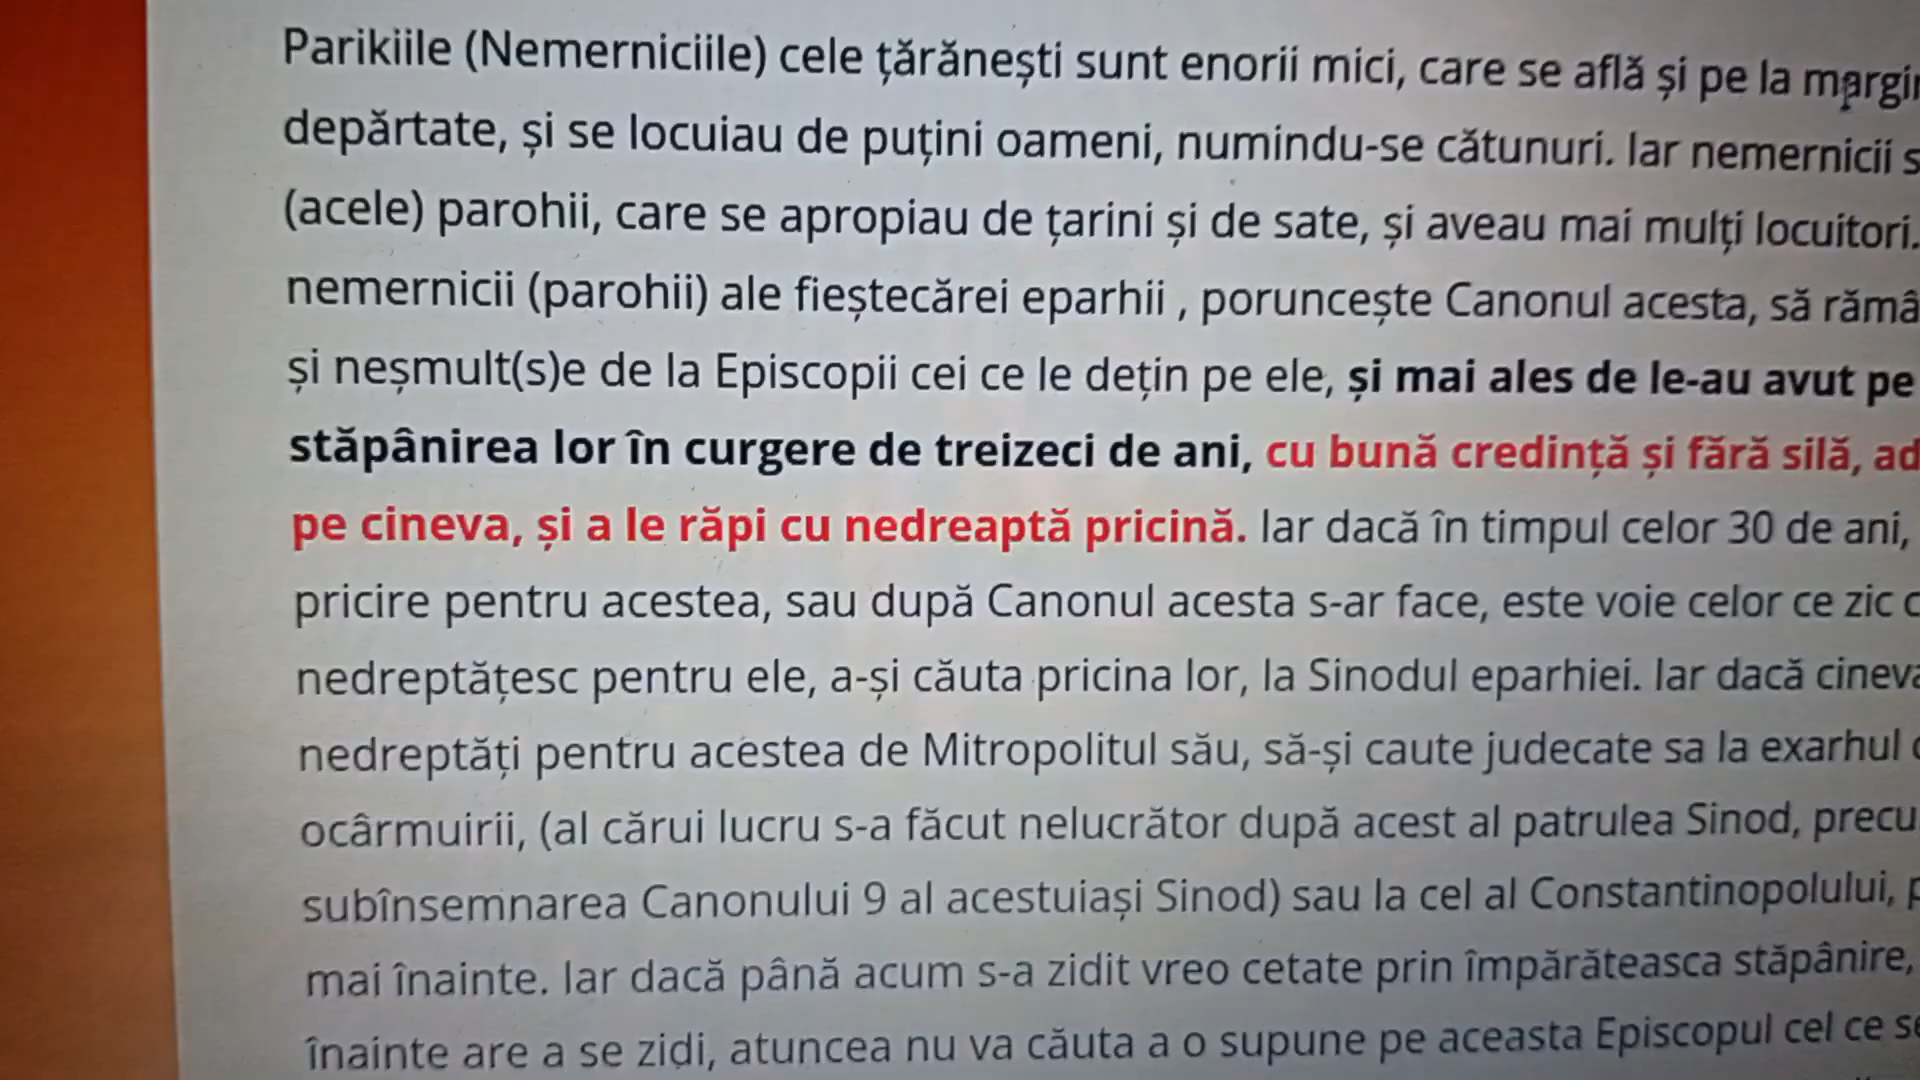 Parikiile (Nemerniciile) cele țărănești sunt enorii mici, care se află și pe la
depărtate, și se locuiau de puțini oameni, numindu-se cătunuri. Iar nemernicii
(acele) parohii, care se apropiau de țarini și de sate, și aveau mai mulți locuitori.
nemernicii (parohii) ale fieștecărei eparhii , poruncește Canonul acesta, să
și neșmult(s)e de la Episcopii cei ce le dețin pe ele, și mai ales de le-au avut pe
stăpânirea lor în curgere de treizeci de ani, cu bună credință și fără silă,
pe cineva, și a le răpi cu nedreaptă pricină. Iar dacă în timpul celor 30 de ani,
pricire pentru acestea, sau după Canonul acesta s-ar face, este voie celor ce zic
nedreptățesc pentru ele, a-și căuta pricina lor, la Sinodul eparhiei. Iar dacă
nedreptăți pentru acestea de Mitropolitul său, să-și caute judecate sa la exarhul
ocârmuirii, (al cărui lucru s-a făcut nelucrător după acest al patrulea Sinod,
subînsemnarea Canonului 9 al acestuiași Sinod) sau la cel al Constantinopolului,
mai înainte. Iar dacă până acum s-a zidit vreo cetate prin împărăteasca stăpânire,
înainte are a se zidi, atuncea nu va căuta a o supune pe aceasta Episcopul cel ce